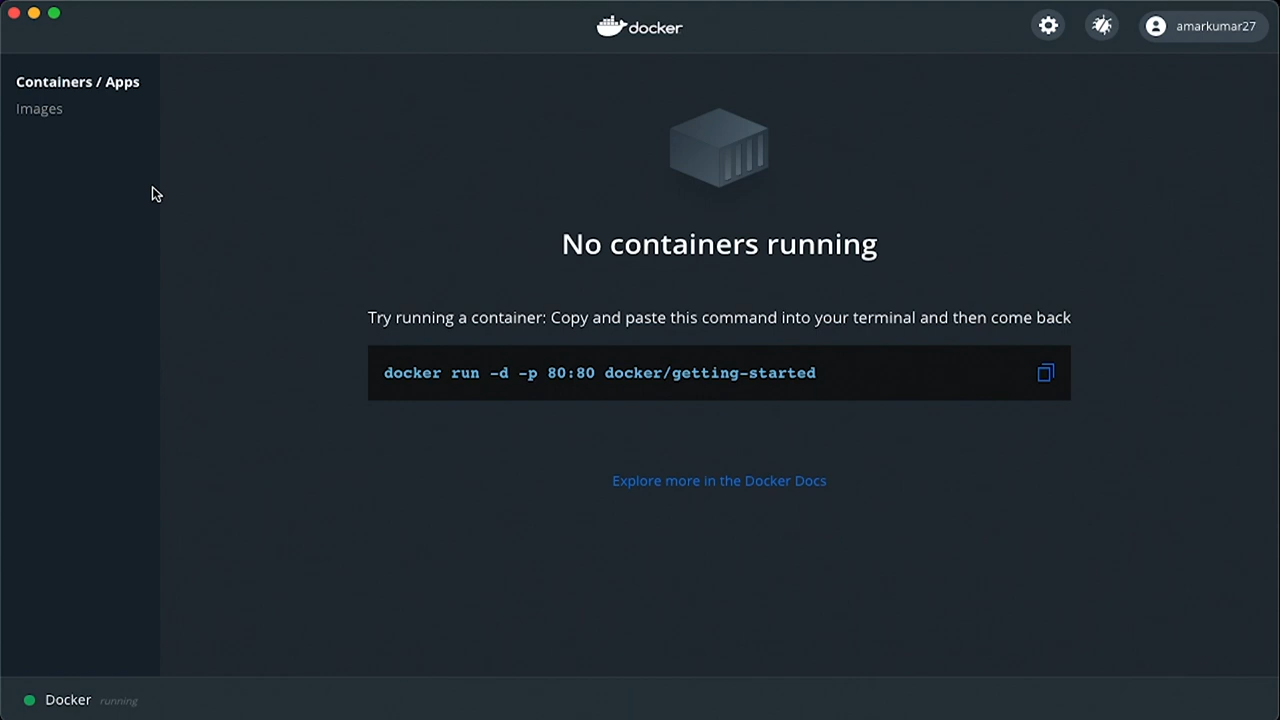 docker
amarkumar27
Containers / Apps
Images
No containers running
Try running a container: Copy and paste this command into your terminal and then come back
docker run -d -p 80:80 docker/getting-started
Explore more in the Docker Docs
Docker running